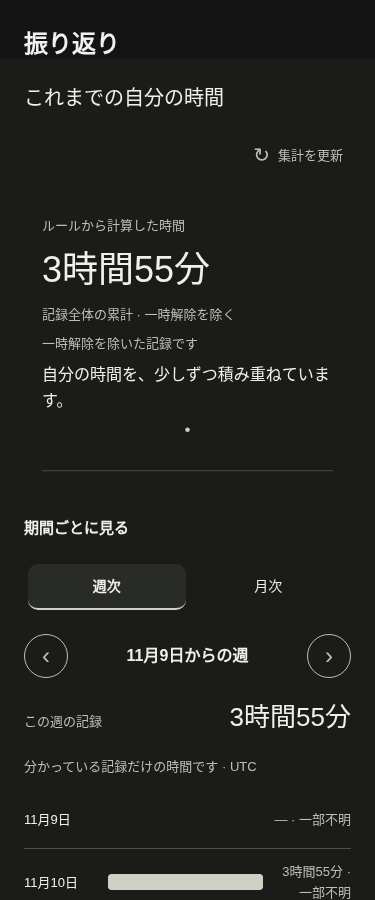 振り返り
これまでの自分の時間
↻ 集計を更新
ルールから計算した時間
3時間55分
記録全体の累計 · 一時解除を除く
一時解除を除いた記録です
自分の時間を、少しずつ積み重ねていま
す。
期間ごとに見る
週次 月次
‹ 11月9日からの週 ›
この週の記録 3時間55分
分かっている記録だけの時間です · UTC
11月9日 — · 一部不明
11月10日 3時間55分 ·
一部不明